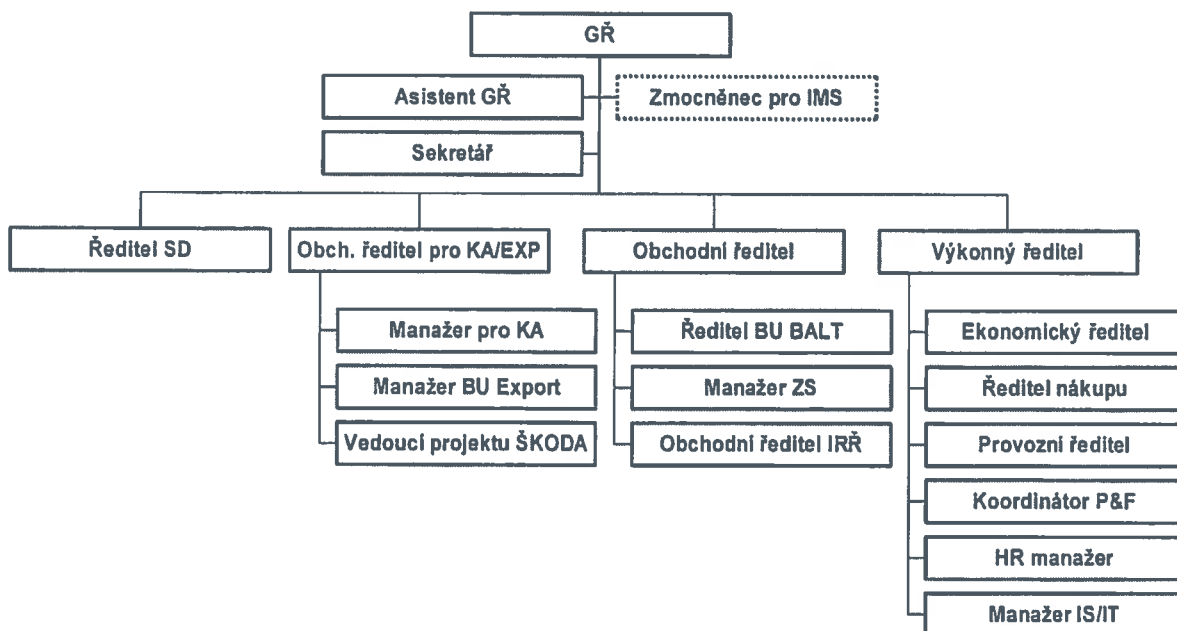 GŘ
Asistent GŘ
Zmocněnec pro IMS
Sekretář
Ředitel SD
Obch. ředitel pro KA/EXP
Obchodní ředitel
Výkonný ředitel
Manažer pro KA
Manažer BU Export
Vedoucí projektu ŠKODA
Ředitel BU BALT
Manažer ZS
Obchodní ředitel IRŘ
Ekonomický ředitel
Ředitel nákupu
Provozní ředitel
Koordinátor P&F
HR manažer
Manažer IS/IT